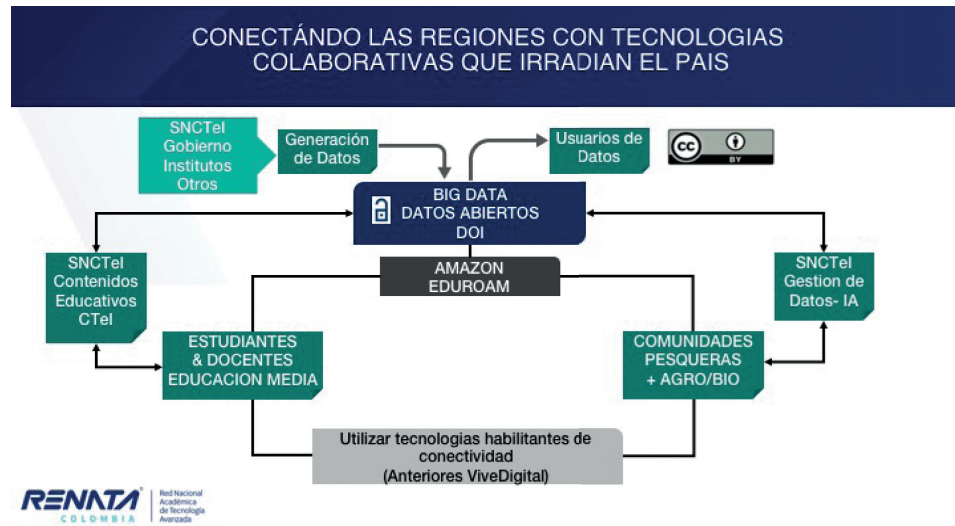 CONECTÁNDO LAS REGIONES CON TECNOLOGIAS
COLABORATIVAS QUE IRRADIAN EL PAIS
SNCTeI
Gobierno
Institutos
Otros
Generación
de Datos
Usuarios de
Datos
CC
BY
BIG DATA
DATOS ABIERTOS
DOI
AMAZON
EDUROAM
SNCTeI
Contenidos
Educativos
CTeI
SNCTeI
Gestion de
Datos- IA
ESTUDIANTES
& DOCENTES
EDUCACION MEDIA
COMUNIDADES
PESQUERAS
+ AGRO/BIO
Utilizar tecnologias habilitantes de
conectividad
(Anteriores ViveDigital)
RENATA
COLOMBIA
Red Nacional
Académica
de Tecnología
Avanzada